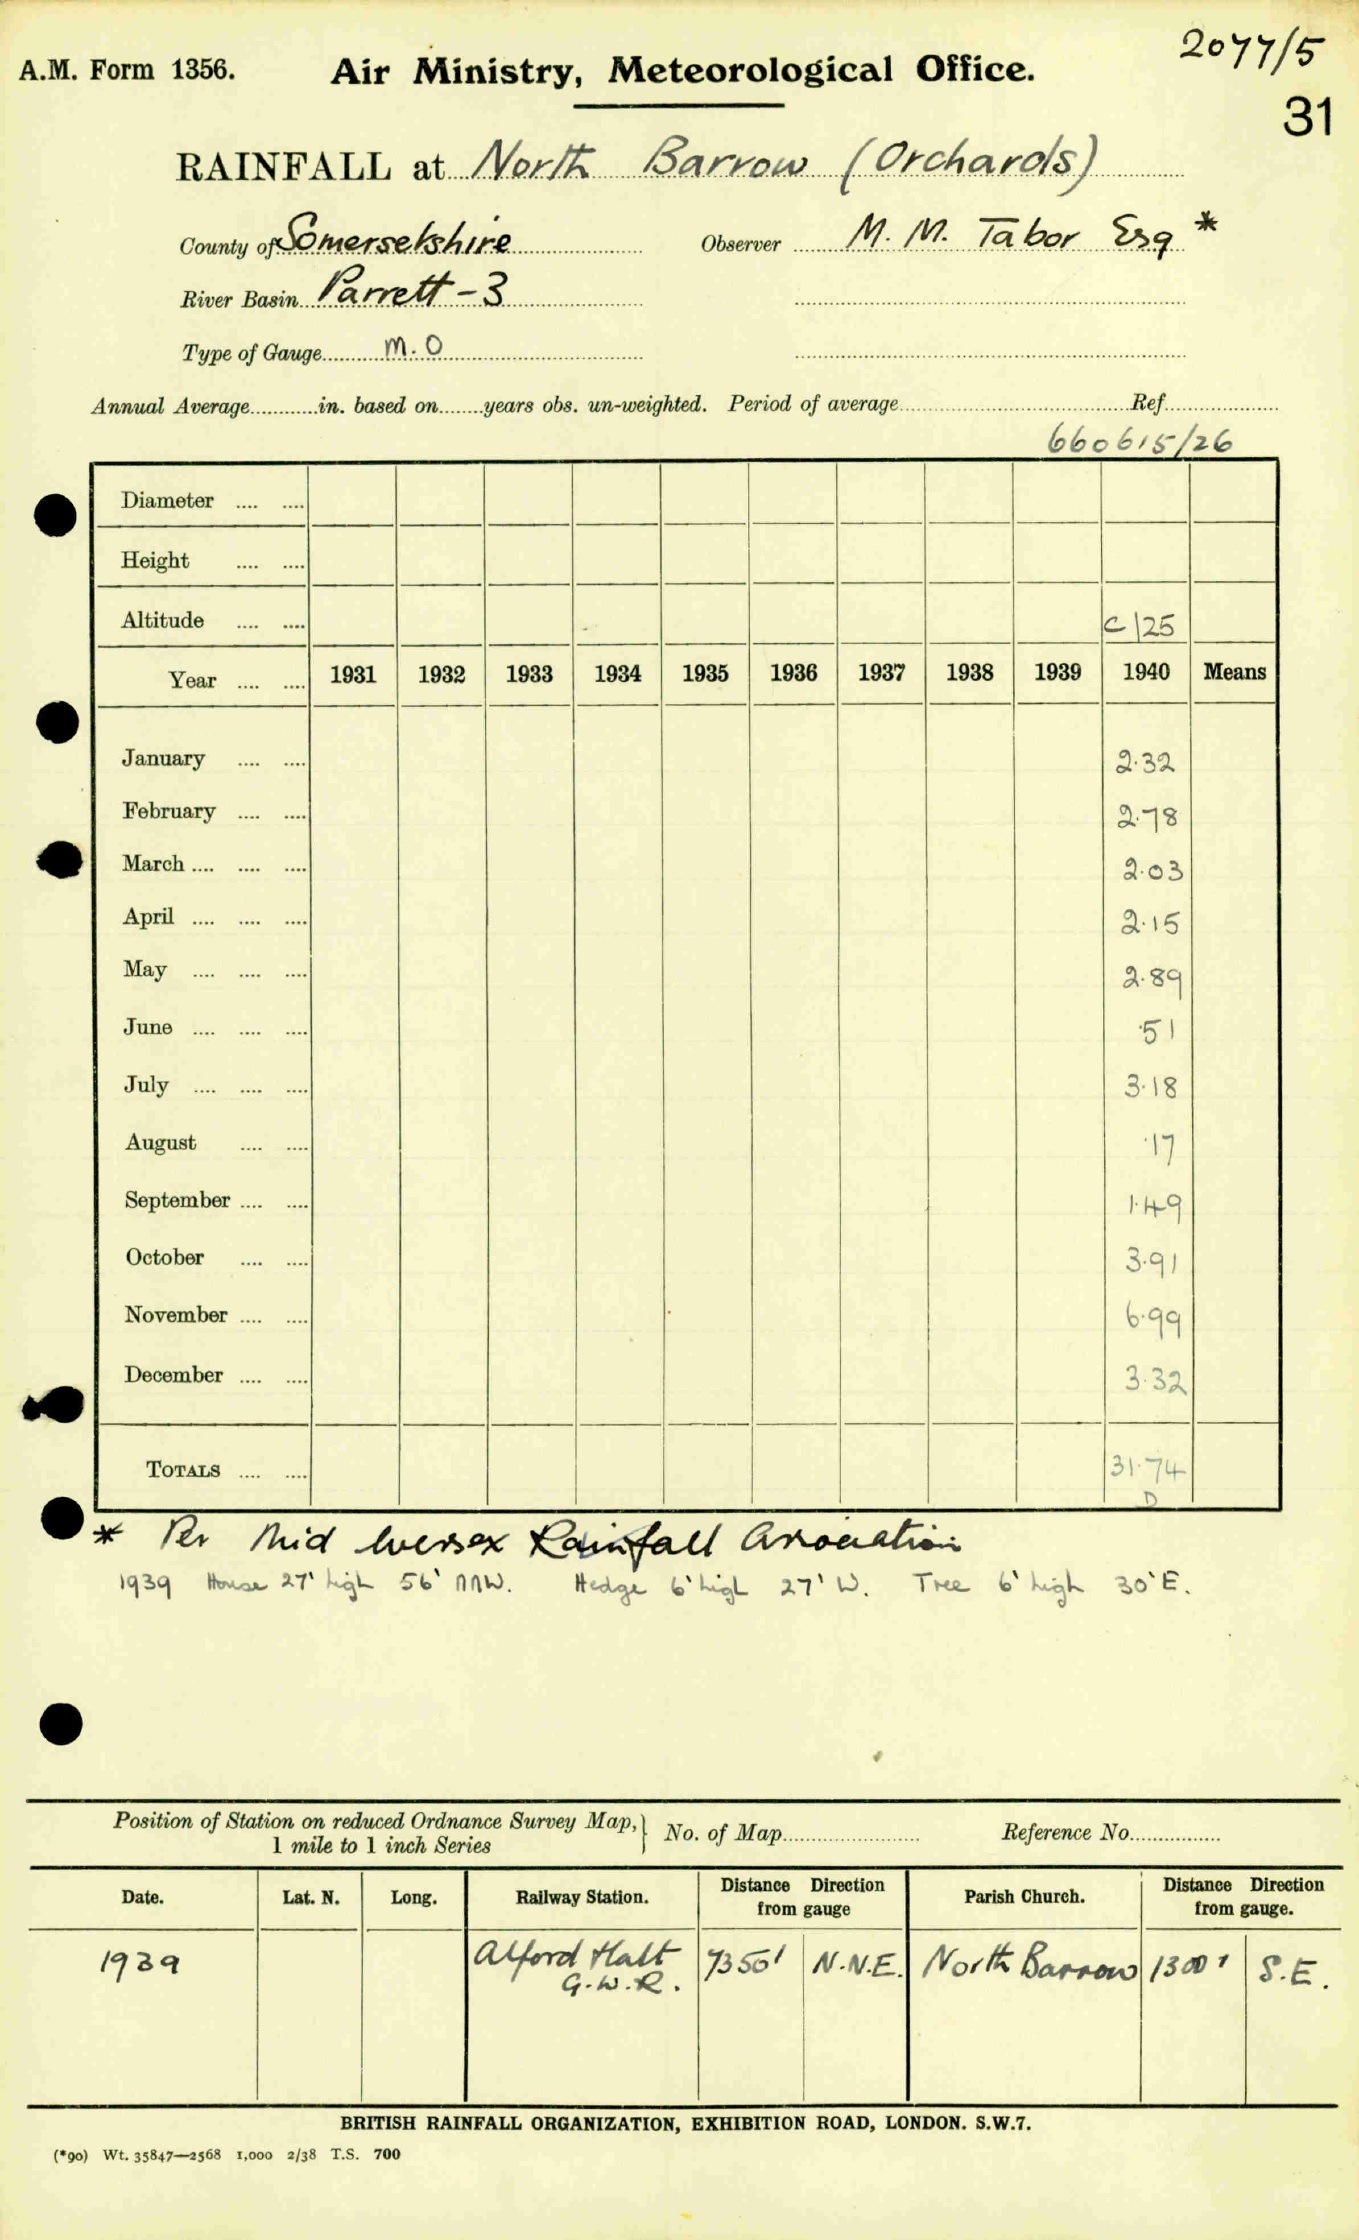 2077/5
A.M. Form 1356. Air Ministry, Meteorological Office.
31
RAINFALL at North Barrow (Orchards)
County of Somersetshire Observer M. M. Tabor Esq *
River Basin Parrett - 3
Type of Gauge M.O
Annual Average............in. based on.......years obs. un-weighted. Period of average.......... Ref..........
660615/26
Diameter .... ....
Height .... ....
Altitude .... .... C 125
Year .... .... 1931 1932 1933 1934 1935 1936 1937 1938 1939 1940 Means
January .... .... 2.32
February .... .... 2.78
March .... .... .... 2.03
April .... .... .... 2.15
May .... .... .... 2.89
June .... .... .... .51
July .... .... .... 3.18
August .... .... .17
September .... .... 1.49
October .... .... 3.91
November .... .... 6.99
December .... .... 3.32
TOTALS .... .... 31.74
D
* Per Mid Wessex Rainfall Association
1939 House 27' high 56' NNW. Hedge 6' high 27' W. Tree 6' high 30' E.
Position of Station on reduced Ordnance Survey Map, } No. of Map.......... Reference No..........
1 mile to 1 inch Series
Date. Lat. N. Long. Railway Station. Distance Direction from gauge Parish Church. Distance Direction from gauge.
1939 Alford Halt G.W.R. 7350' N.N.E. North Barrow 1300' S.E.
BRITISH RAINFALL ORGANIZATION, EXHIBITION ROAD, LONDON. S.W.7.
(*90) Wt. 35847—2568 1,000 2/38 T.S. 700